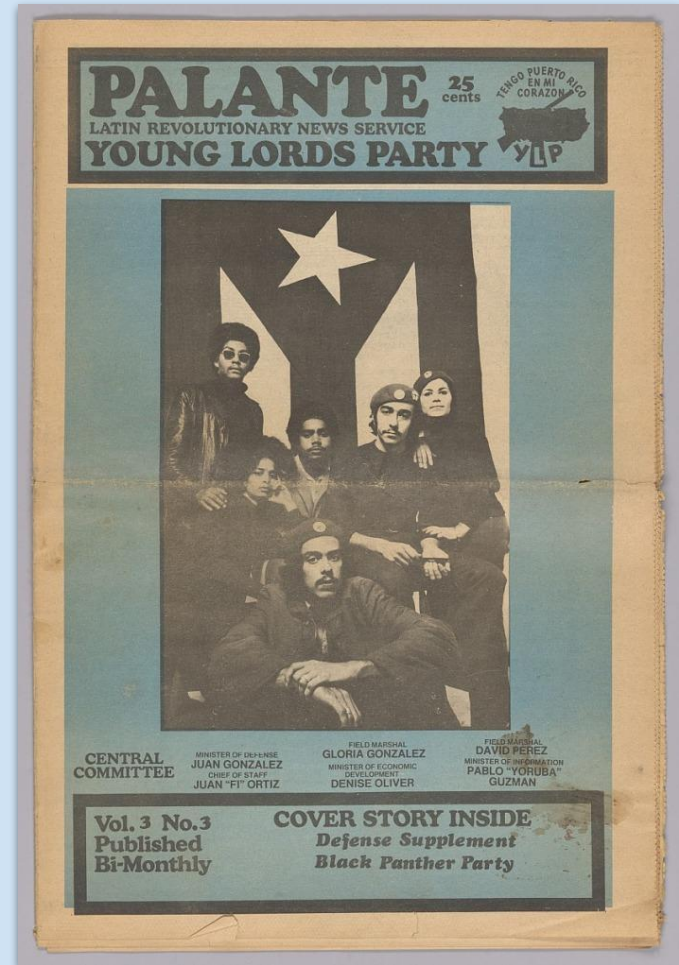 PALANTE
25
cents
LATIN REVOLUTIONARY NEWS SERVICE
YOUNG LORDS PARTY
TENGO PUERTO RICO
EN MI
CORAZON
YLP
CENTRAL
COMMITTEE
MINISTER OF DEFENSE
JUAN GONZALEZ
CHIEF OF STAFF
JUAN "FI" ORTIZ
FIELD MARSHAL
GLORIA GONZALEZ
MINISTER OF ECONOMIC
DEVELOPMENT
DENISE OLIVER
FIELD MARSHAL
DAVID PEREZ
MINISTER OF INFORMATION
PABLO "YORUBA"
GUZMAN
Vol. 3 No.3
Published
Bi-Monthly
COVER STORY INSIDE
Defense Supplement
Black Panther Party